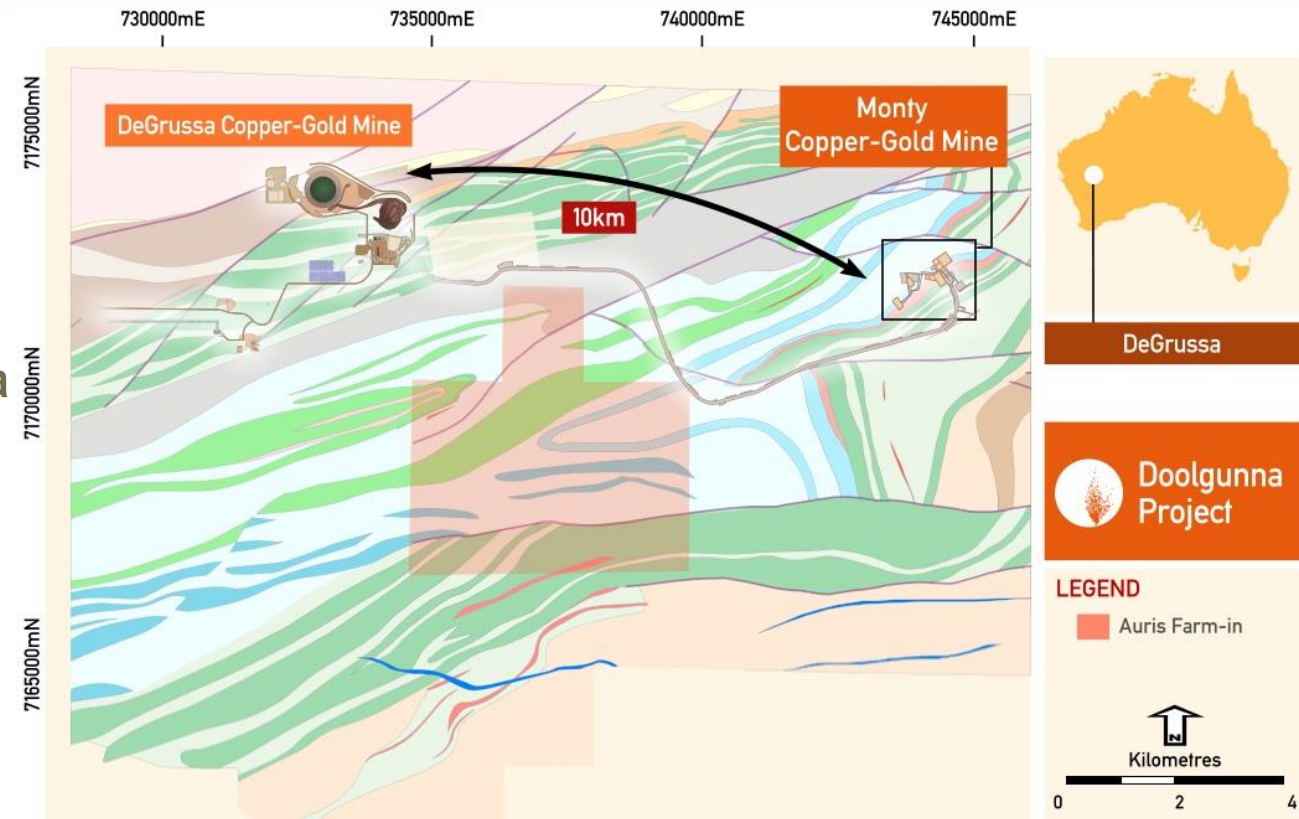 730000mE
735000mE
740000mE
745000mE
7175000mN
7170000mN
7165000mN
DeGrussa Copper-Gold Mine
Monty
Copper-Gold Mine
10km
a
DeGrussa
Doolgunna
Project
LEGEND
Auris Farm-in
N
Kilometres
0
2
4